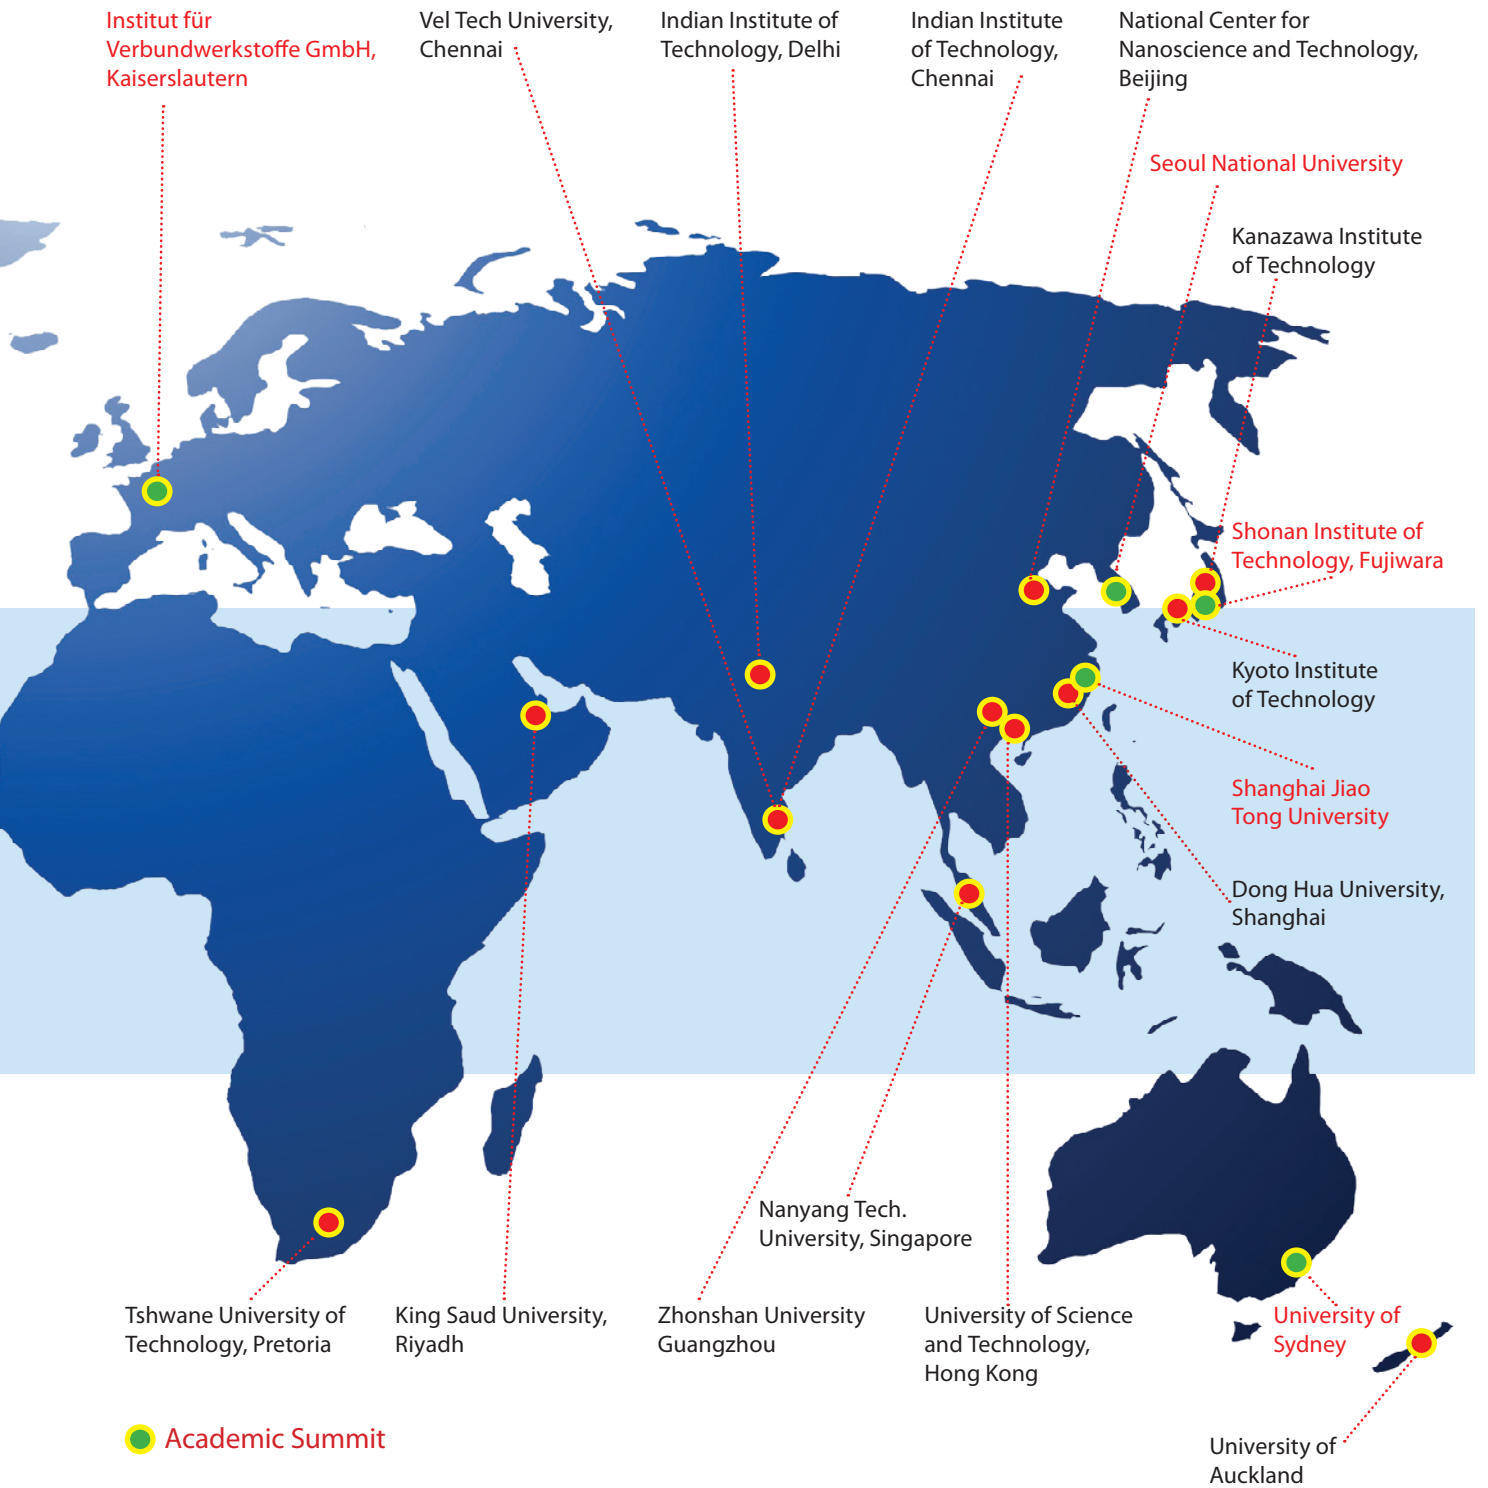 Institut für
Verbundwerkstoffe GmbH,
Kaiserslautern
Vel Tech University,
Chennai
Indian Institute of
Technology, Delhi
Indian Institute
of Technology,
Chennai
National Center for
Nanoscience and Technology,
Beijing
Seoul National University
Kanazawa Institute
of Technology
Shonan Institute of
Technology, Fujiwara
Kyoto Institute
of Technology
Shanghai Jiao
Tong University
Dong Hua University,
Shanghai
Nanyang Tech.
University, Singapore
Tshwane University of
Technology, Pretoria
King Saud University,
Riyadh
Zhonshan University
Guangzhou
University of Science
and Technology,
Hong Kong
University of
Sydney
Academic Summit
University of
Auckland